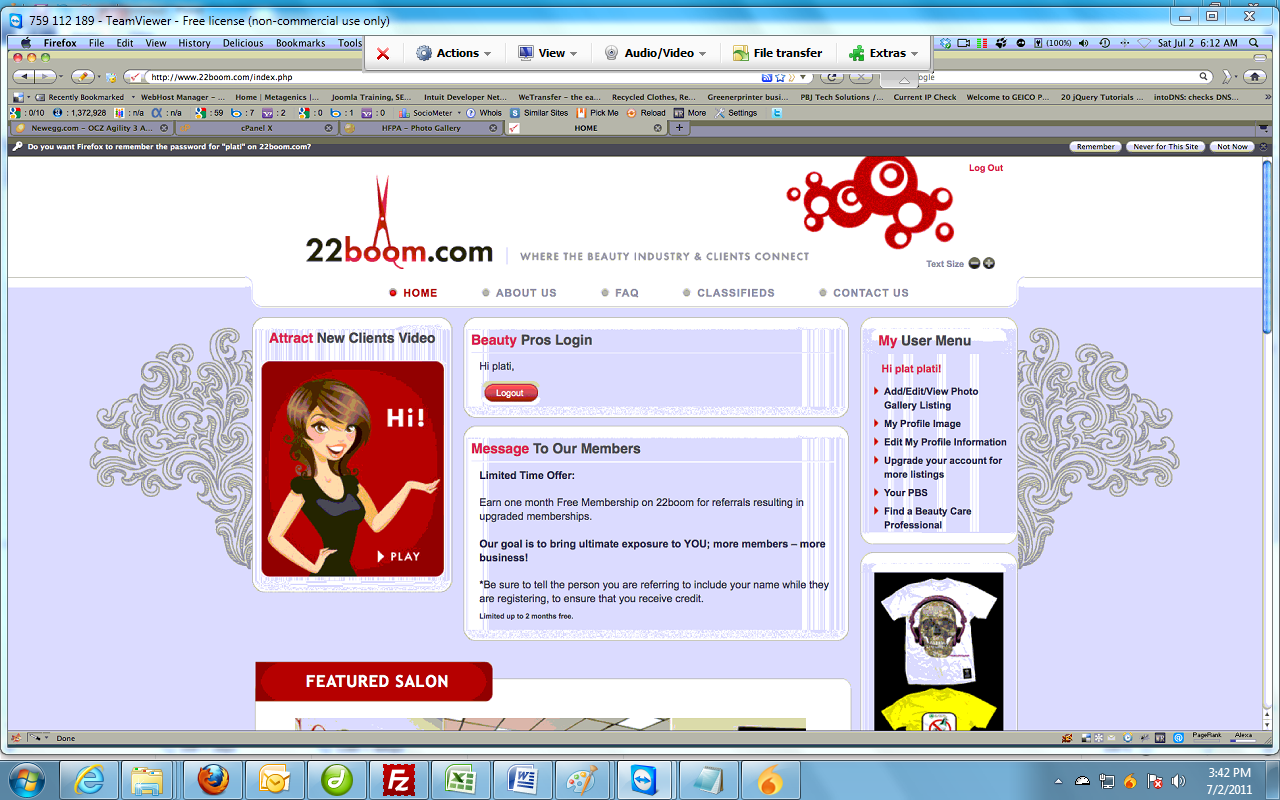 759 112 189 - TeamViewer - Free license (non-commercial use only)
Firefox File Edit View History Delicious Bookmarks Tools
Actions View Audio/Video File transfer Extras
(100%) Sat Jul 2 6:12 AM
http://www.22boom.com/index.php
Recently Bookmarked WebHost Manager – ... Home | Metagenics |... Joomla Training, SE... Intuit Developer Net... WeTransfer – the ea... Recycled Clothes, Re... Greenerprinter busi... PBJ Tech Solutions /... Current IP Check Welcome to GEICO P... 20 jQuery Tutorials ... intoDNS: checks DNS...
: 0/10 : 1,372,928 : n/a : n/a : 59 : 7 : 2 : 0 : 1 : 0 SocioMeter Whois Similar Sites Pick Me Reload More Settings
Newegg.com – OCZ Agility 3 A... cPanel X HFPA – Photo Gallery HOME
Do you want Firefox to remember the password for "plati" on 22boom.com? Remember Never for This Site Not Now
Log Out
22boom.com WHERE THE BEAUTY INDUSTRY & CLIENTS CONNECT
Text Size
HOME ABOUT US FAQ CLASSIFIEDS CONTACT US
Attract New Clients Video
Hi!
PLAY
Beauty Pros Login
Hi plati,
Logout
Message To Our Members
Limited Time Offer:
Earn one month Free Membership on 22boom for referrals resulting in
upgraded memberships.
Our goal is to bring ultimate exposure to YOU; more members – more
business!
*Be sure to tell the person you are referring to include your name while they
are registering, to ensure that you receive credit.
Limited up to 2 months free.
My User Menu
Hi plat plati!
Add/Edit/View Photo
Gallery Listing
My Profile Image
Edit My Profile Information
Upgrade your account for
more listings
Your PBS
Find a Beauty Care
Professional
FEATURED SALON
Done
PageRank Alexa
3:42 PM
7/2/2011